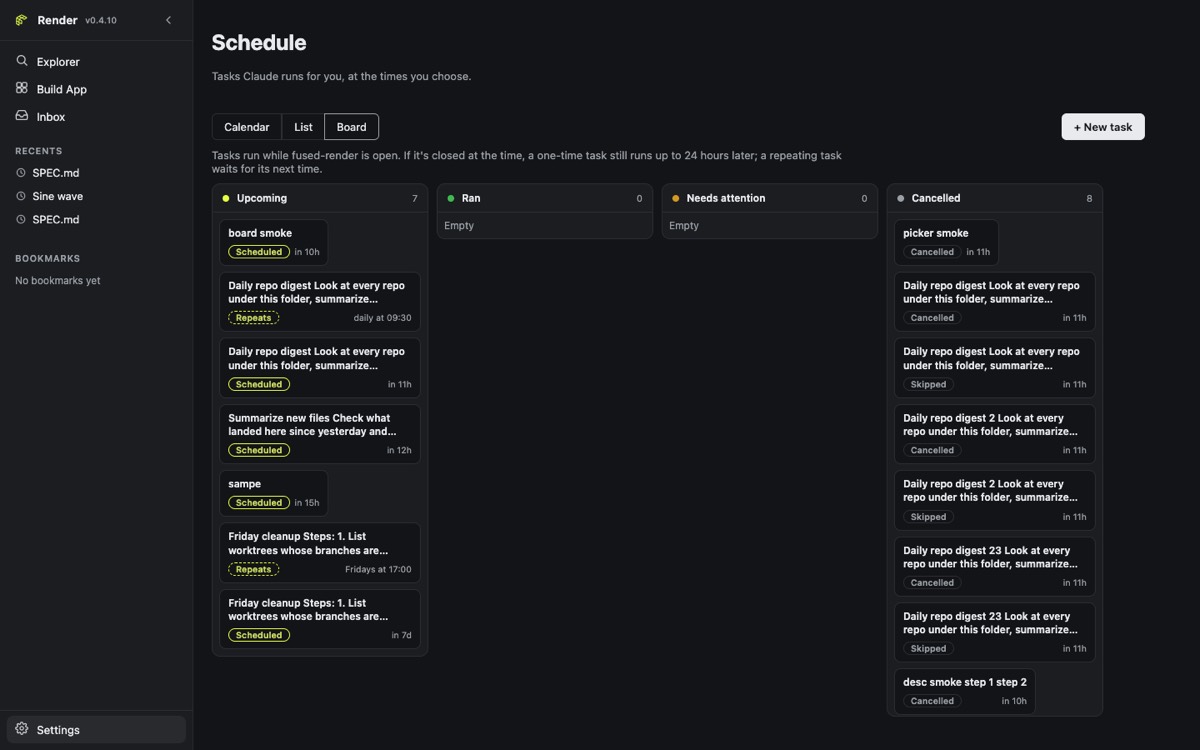 Render v0.4.10
Explorer
Build App
Inbox
RECENTS
SPEC.md
Sine wave
SPEC.md
BOOKMARKS
No bookmarks yet
Settings
Schedule
Tasks Claude runs for you, at the times you choose.
Calendar List Board
+ New task
Tasks run while fused-render is open. If it's closed at the time, a one-time task still runs up to 24 hours later; a repeating task
waits for its next time.
Upcoming 7
board smoke
Scheduled in 10h
Daily repo digest Look at every repo
under this folder, summarize...
Repeats daily at 09:30
Daily repo digest Look at every repo
under this folder, summarize...
Scheduled in 11h
Summarize new files Check what
landed here since yesterday and...
Scheduled in 12h
sampe
Scheduled in 15h
Friday cleanup Steps: 1. List
worktrees whose branches are...
Repeats Fridays at 17:00
Friday cleanup Steps: 1. List
worktrees whose branches are...
Scheduled in 7d
Ran 0
Empty
Needs attention 0
Empty
Cancelled 8
picker smoke
Cancelled in 11h
Daily repo digest Look at every repo
under this folder, summarize...
Cancelled in 11h
Daily repo digest Look at every repo
under this folder, summarize...
Skipped in 11h
Daily repo digest 2 Look at every
repo under this folder, summarize...
Cancelled in 11h
Daily repo digest 2 Look at every
repo under this folder, summarize...
Skipped in 11h
Daily repo digest 23 Look at every
repo under this folder, summarize...
Cancelled in 11h
Daily repo digest 23 Look at every
repo under this folder, summarize...
Skipped in 11h
desc smoke step 1 step 2
Cancelled in 10h